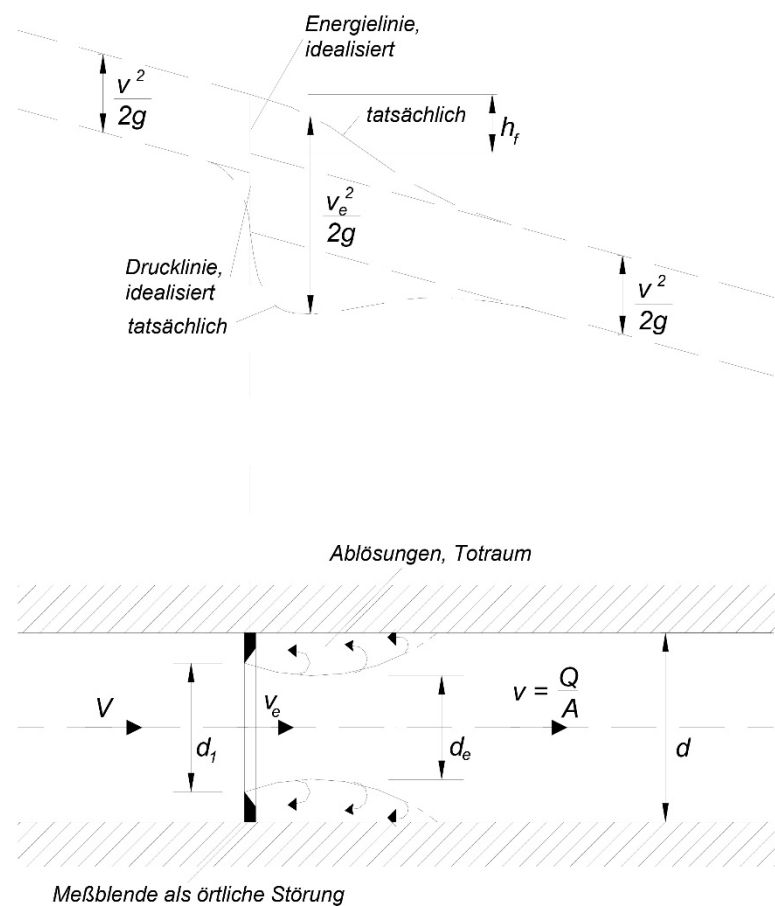 Energielinie,
idealisiert
v²
2g
tatsächlich
h_f
v_e²
2g
Drucklinie,
idealisiert
tatsächlich
v²
2g
Ablösungen, Totraum
V
v_e
v = Q/A
d₁
d_e
d
Meßblende als örtliche Störung